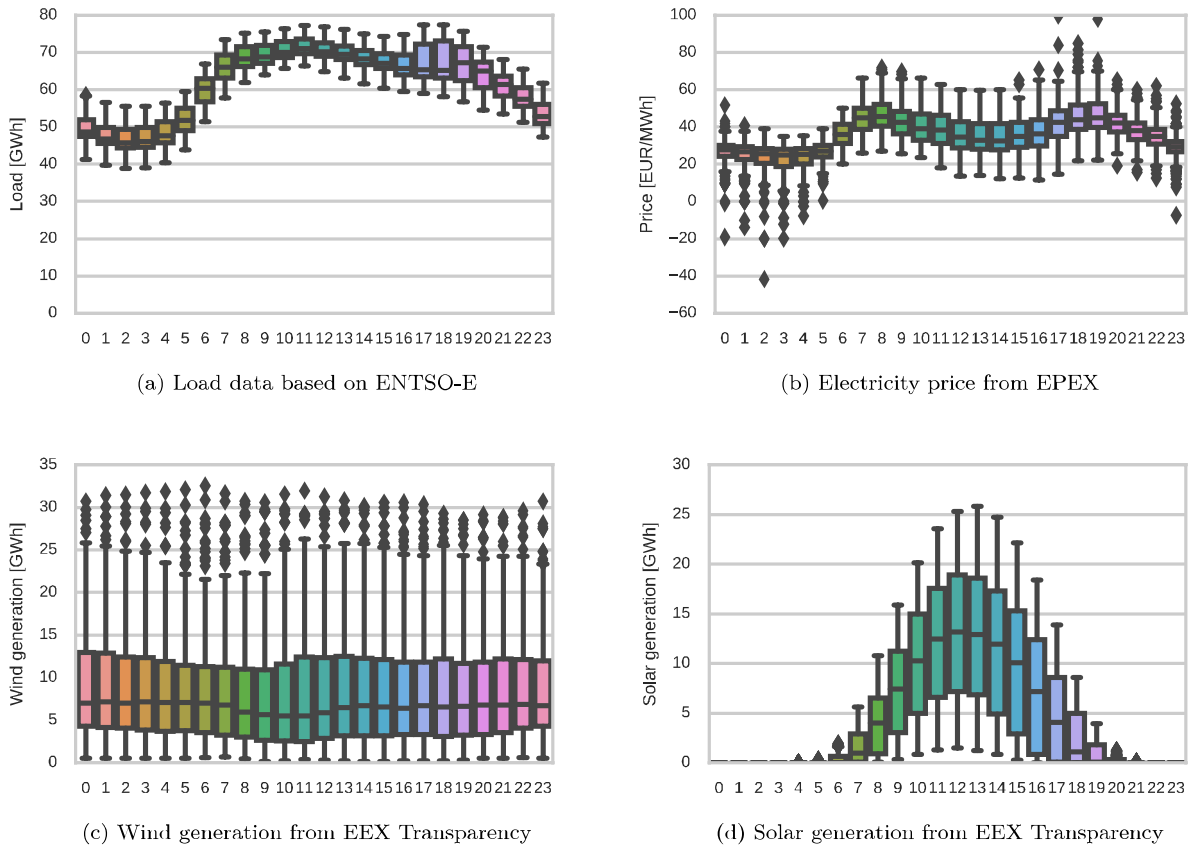 80
70
60
50
40
30
20
10
0
Load [GWh]
0 1 2 3 4 5 6 7 8 9 10 11 12 13 14 15 16 17 18 19 20 21 22 23
(a) Load data based on ENTSO-E
100
80
60
40
20
0
−20
−40
−60
Price [EUR/MWh]
0 1 2 3 4 5 6 7 8 9 10 11 12 13 14 15 16 17 18 19 20 21 22 23
(b) Electricity price from EPEX
35
30
25
20
15
10
5
0
Wind generation [GWh]
0 1 2 3 4 5 6 7 8 9 10 11 12 13 14 15 16 17 18 19 20 21 22 23
(c) Wind generation from EEX Transparency
30
25
20
15
10
5
0
Solar generation [GWh]
0 1 2 3 4 5 6 7 8 9 10 11 12 13 14 15 16 17 18 19 20 21 22 23
(d) Solar generation from EEX Transparency